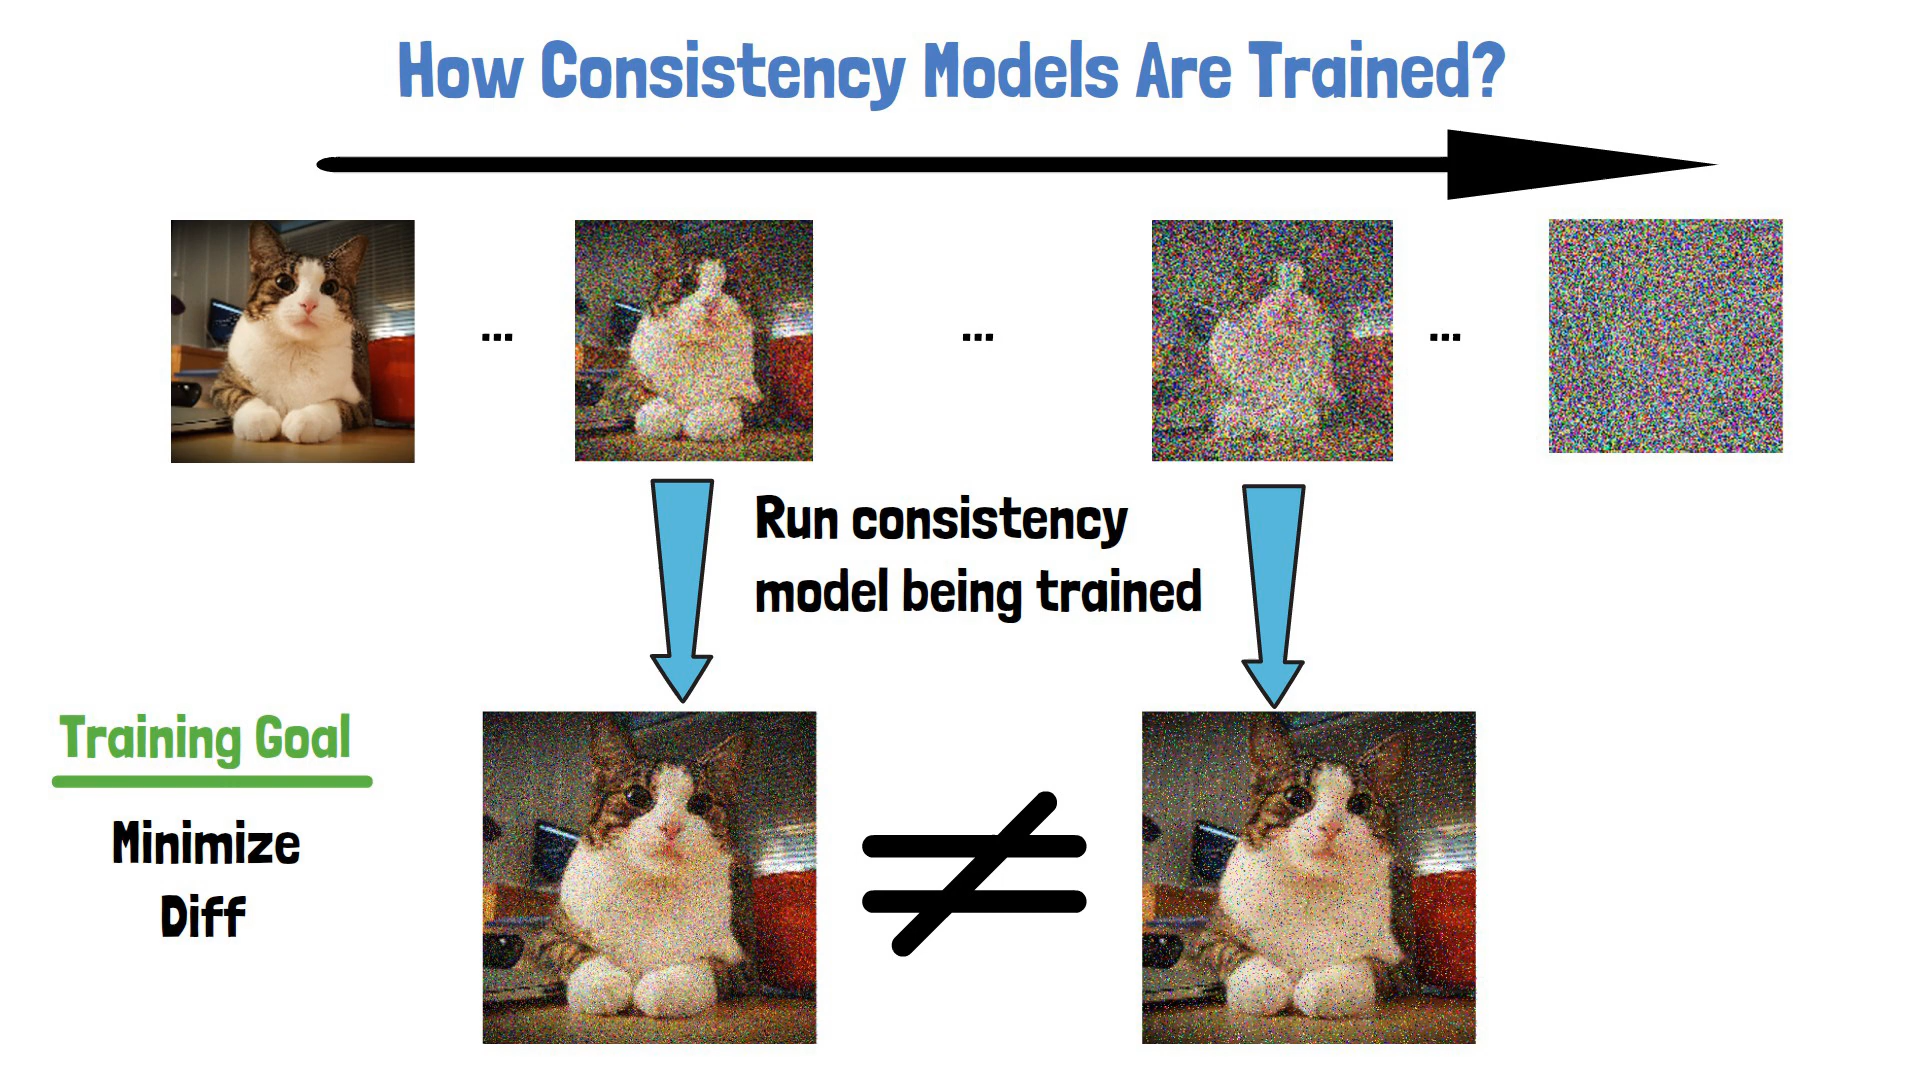 How Consistency Models Are Trained?
... ... ...
Run consistency
model being trained
Training Goal
Minimize
Diff